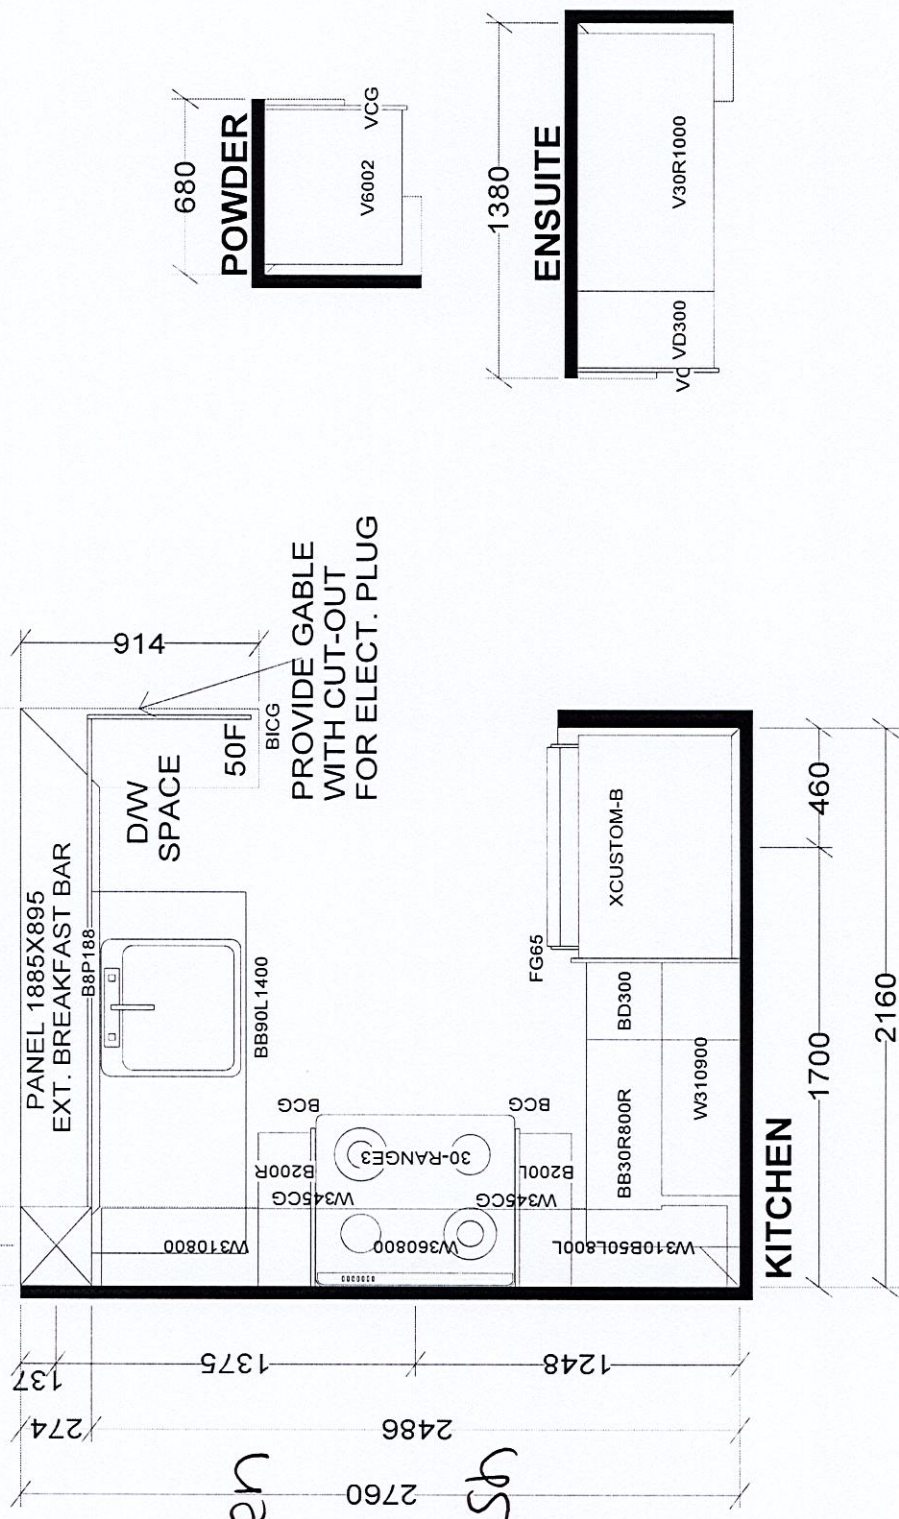 680
POWDER
V6002
VCG
1380
ENSUITE
V30R1000
VD300
914
PROVIDE GABLE
WITH CUT-OUT
FOR ELECT. PLUG
BICG
50F
D/W
SPACE
PANEL 1885X895
EXT. BREAKFAST BAR
B8P188
BB90L1400
BCG
B200R
W345CG
W310800
30-RANGE3
W360800
BCG
B200L
W345CG
W310B50L800L
FG65
XCUSTOM-B
BD300
BB30R800R
W310900
KITCHEN
460
1700
2160
137
1375
1248
274
2486
2760